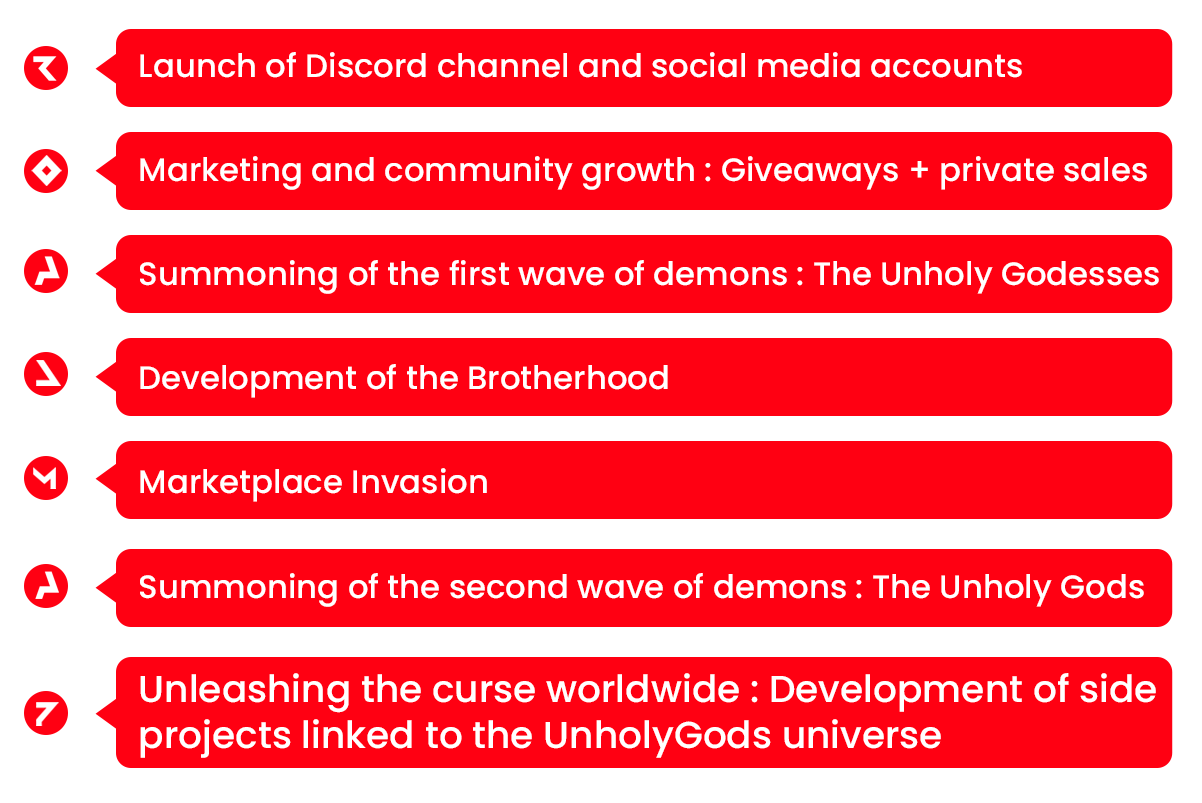 Launch of Discord channel and social media accounts
Marketing and community growth : Giveaways + private sales
Summoning of the first wave of demons : The Unholy Godesses
Development of the Brotherhood
Marketplace Invasion
Summoning of the second wave of demons : The Unholy Gods
Unleashing the curse worldwide : Development of side
projects linked to the UnholyGods universe